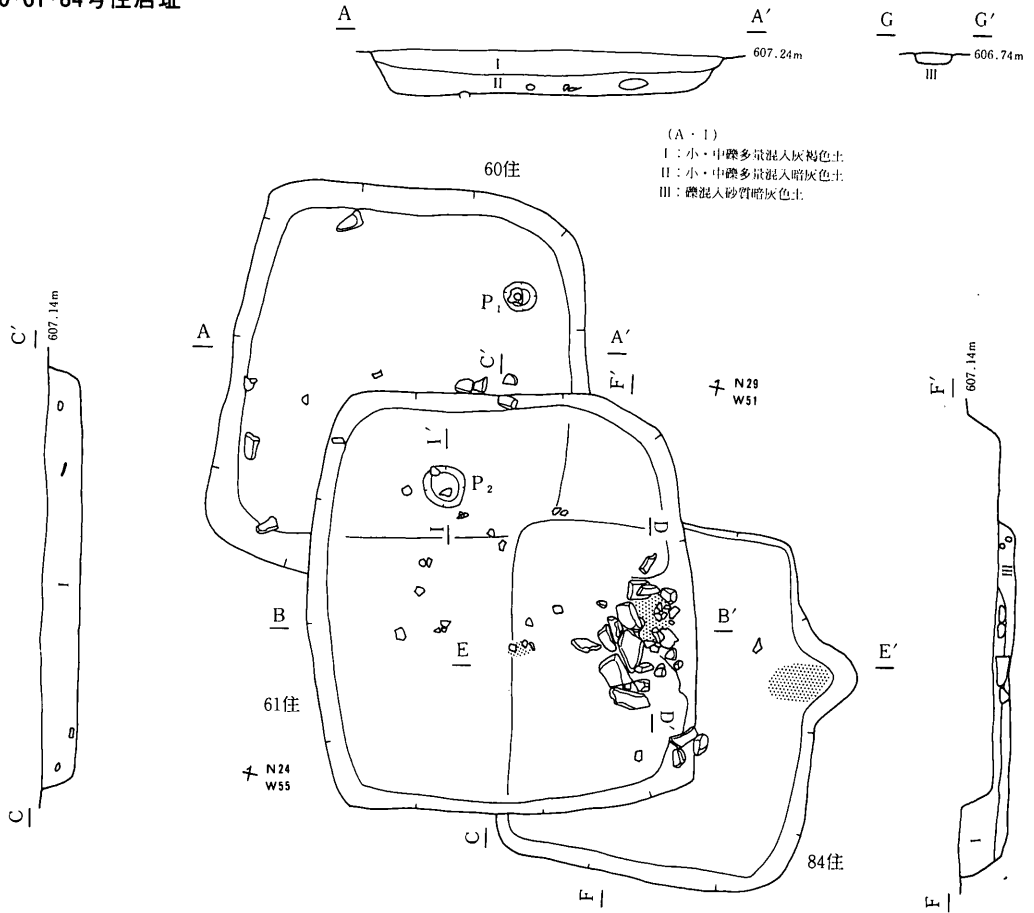 61・84号住居址
A
A′
607.24m
I
II
G
G′
606.74m
III
(A・I)
I：小・中礫多量混入灰褐色土
II：小・中礫多量混入暗灰色土
III：礫混入砂質暗灰色土
60住
P1
A
A′
C′
F′
N29
W51
C′
607.14m
I
C
F′
607.14m
III
I
F
I′
P2
I
D
B
B′
E
E′
61住
D′
N24
W55
C
F
84住